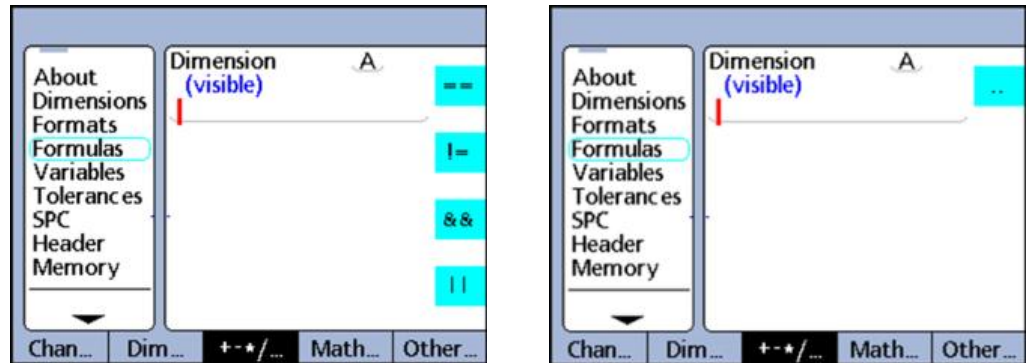 Dimension A
(visible)
About
Dimensions
Formats
Formulas
Variables
Tolerances
SPC
Header
Memory
==
!=
&&
||
Chan... Dim... +-*/... Math... Other...
Dimension A
(visible)
About
Dimensions
Formats
Formulas
Variables
Tolerances
SPC
Header
Memory
..
Chan... Dim... +-*/... Math... Other...